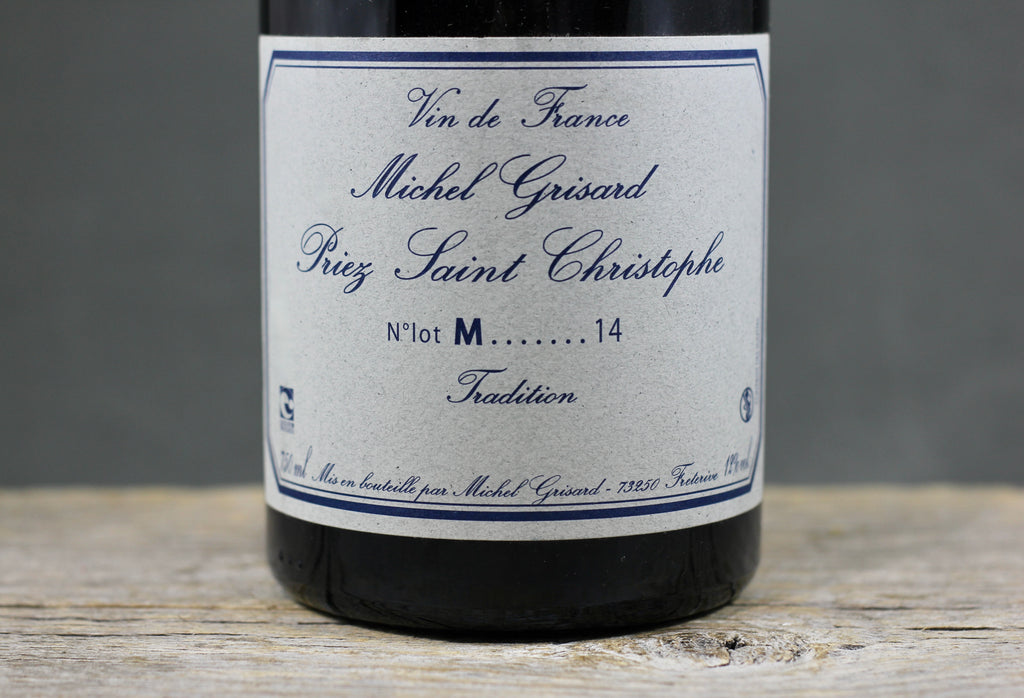 Vin de France
Michel Grisard
Priez Saint Christophe
N°lot M.......14
Tradition
750 ml Mis en bouteille par Michel Grisard - 73250 Freterive 12% vol